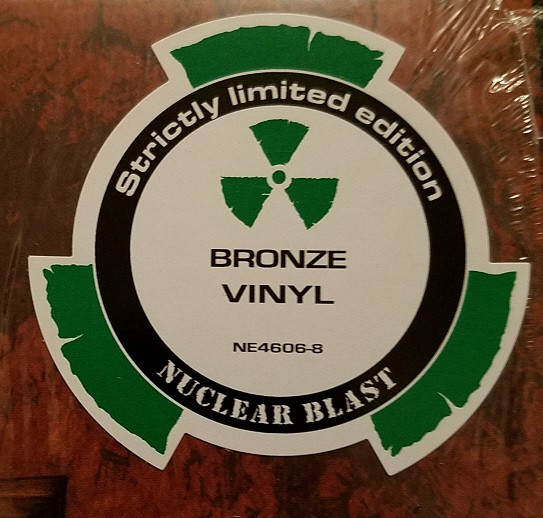 Strictly limited edition
BRONZE
VINYL
NE4606-8
NUCLEAR BLAST